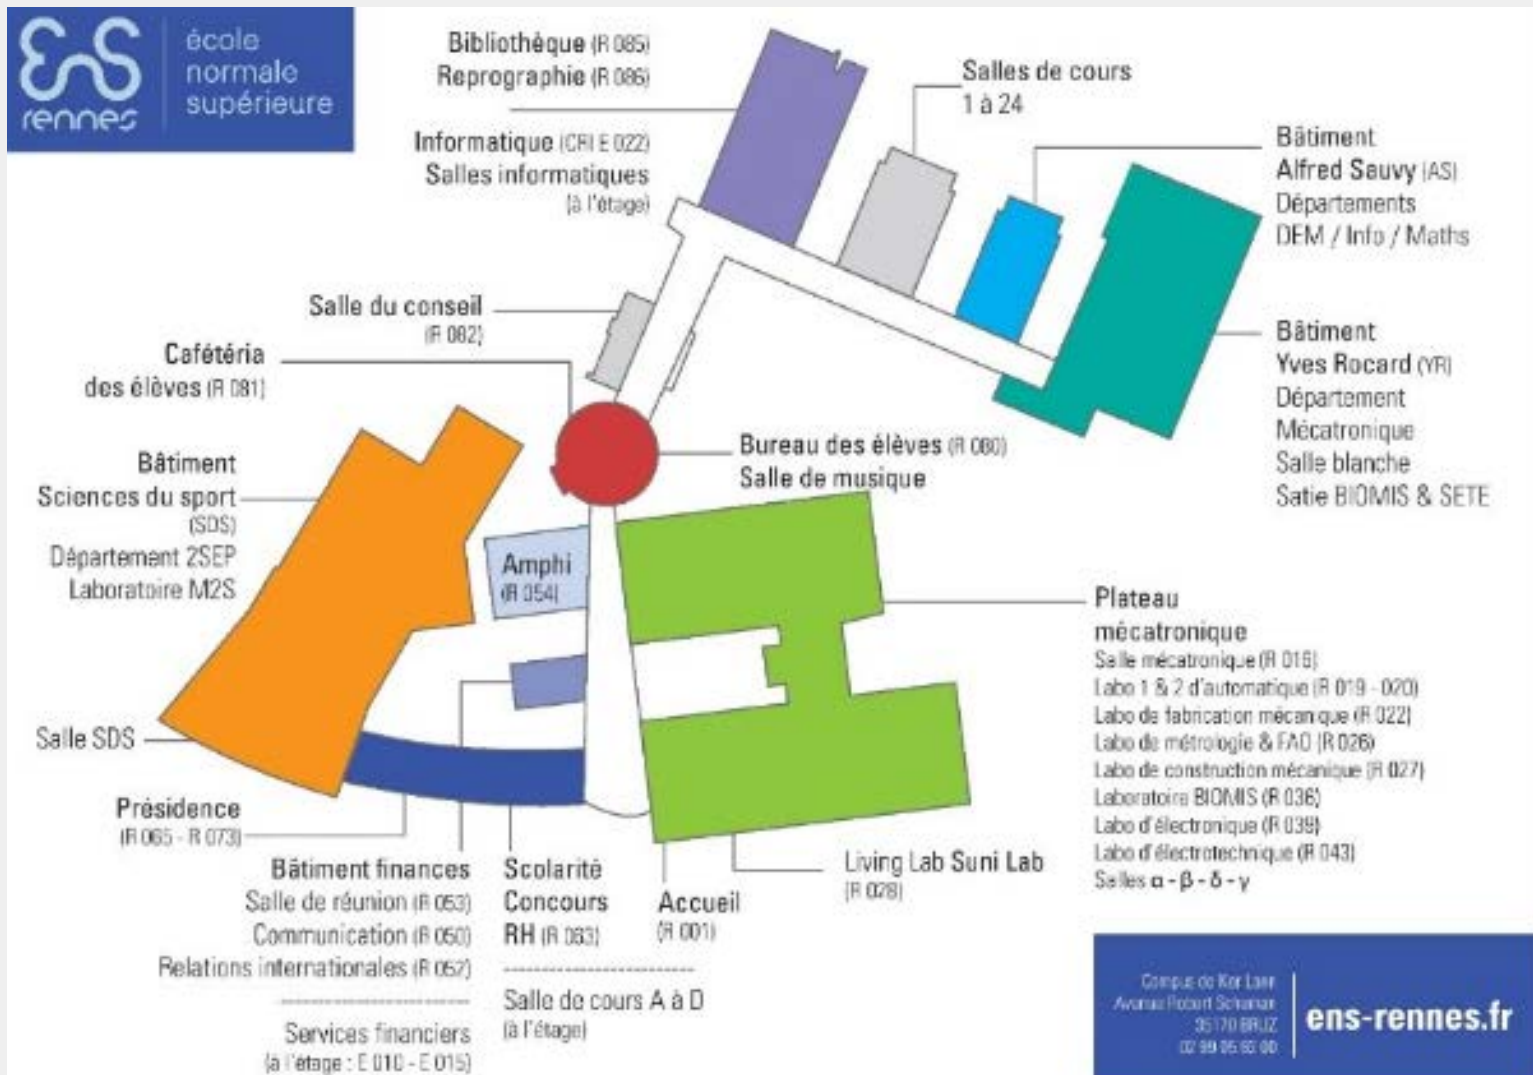 ENS rennes
école
normale
supérieure
Bibliothèque (R 085)
Reprographie (R 086)
Informatique (CRI E 022)
Salles informatiques
(à l'étage)
Salles de cours
1 à 24
Bâtiment
Alfred Sauvy (AS)
Départements
DEM / Info / Maths
Salle du conseil
(R 082)
Cafétéria
des élèves (R 081)
Bâtiment
Yves Rocard (YR)
Département
Mécatronique
Salle blanche
Satie BIOMIS & SETE
Bureau des élèves (R 080)
Salle de musique
Bâtiment
Sciences du sport
(SDS)
Département 2SEP
Laboratoire M2S
Amphi
(R 054)
Plateau
mécatronique
Salle mécatronique (R 016)
Labo 1 & 2 d'automatique (R 019 - 020)
Labo de fabrication mécanique (R 022)
Labo de métrologie & FAO (R 026)
Labo de construction mécanique (R 027)
Laboratoire BIOMIS (R 036)
Labo d'électronique (R 039)
Labo d'électrotechnique (R 043)
Salles α - β - δ - γ
Salle SDS
Présidence
(R 065 - R 073)
Bâtiment finances
Salle de réunion (R 053)
Communication (R 050)
Relations internationales (R 052)
Services financiers
(à l'étage : E 010 - E 015)
Scolarité
Concours
RH (R 063)
Salle de cours A à D
(à l'étage)
Accueil
(R 001)
Living Lab Suni Lab
(R 028)
Campus de Ker Lann
Avenue Robert Schuman
35170 BRUZ
02 99 05 93 00
ens-rennes.fr